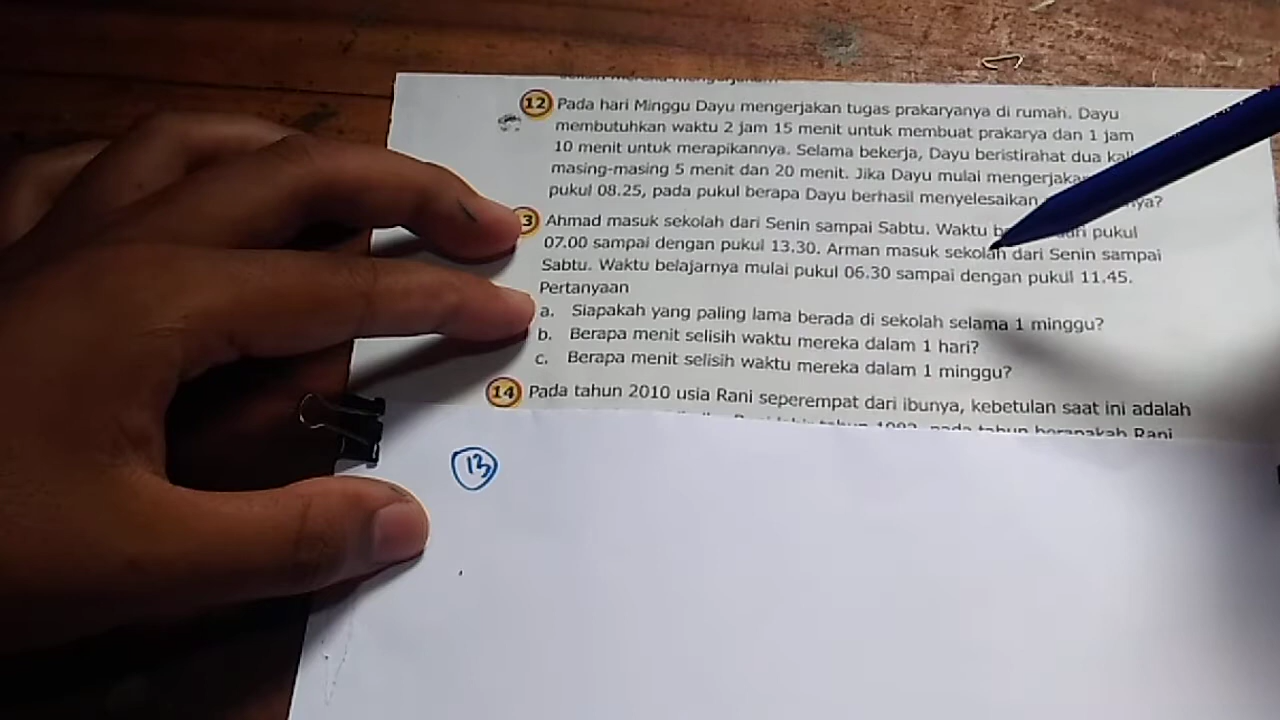 12 Pada hari Minggu Dayu mengerjakan tugas prakaryanya di rumah. Dayu
membutuhkan waktu 2 jam 15 menit untuk membuat prakarya dan 1 jam
10 menit untuk merapikannya. Selama bekerja, Dayu beristirahat dua
masing-masing 5 menit dan 20 menit. Jika Dayu mulai
pukul 08.25, pada pukul berapa Dayu berhasil menyelesaikan
3 Ahmad masuk sekolah dari Senin sampai Sabtu. Waktu pukul
07.00 sampai dengan pukul 13.30. Arman masuk sekolah dari Senin sampai
Sabtu. Waktu belajarnya mulai pukul 06.30 sampai dengan pukul 11.45.
Pertanyaan
a. Siapakah yang paling lama berada di sekolah selama 1 minggu?
b. Berapa menit selisih waktu mereka dalam 1 hari?
c. Berapa menit selisih waktu mereka dalam 1 minggu?
14 Pada tahun 2010 usia Rani seperempat dari ibunya, kebetulan saat ini adalah
13